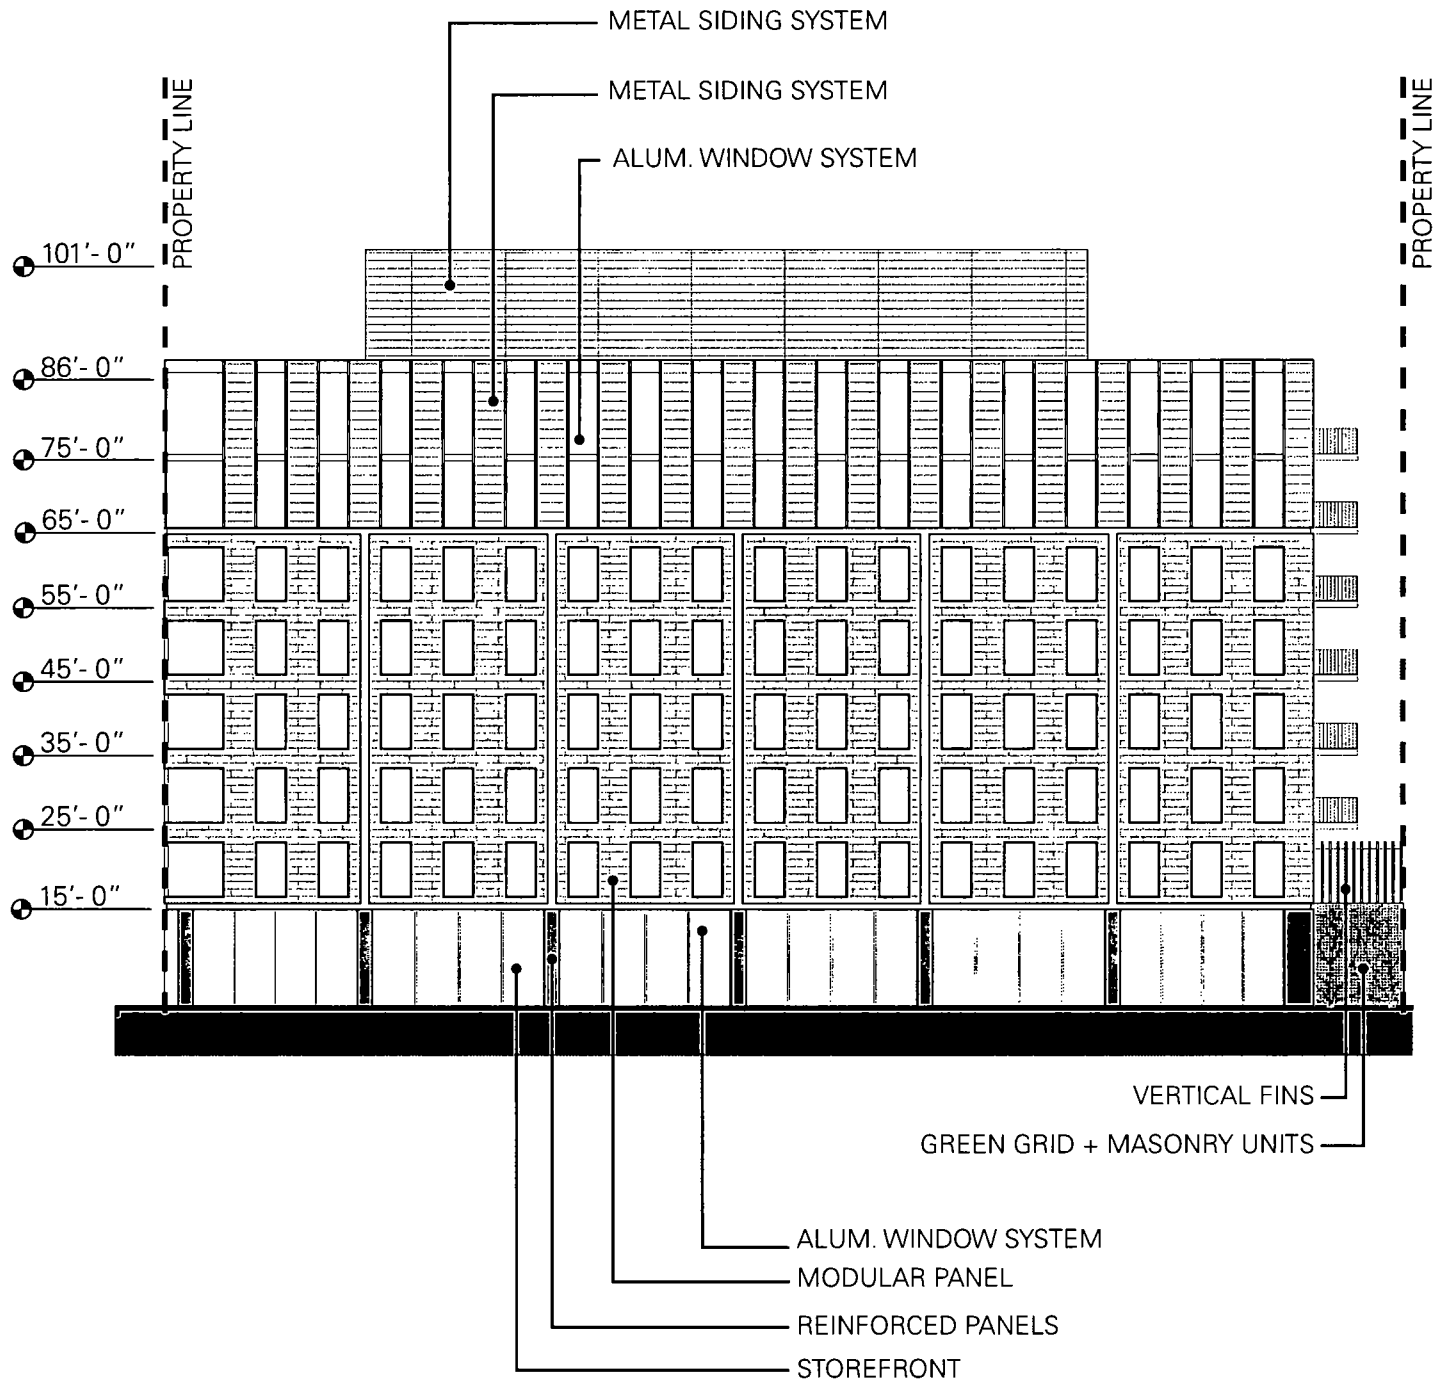 METAL SIDING SYSTEM
METAL SIDING SYSTEM
ALUM. WINDOW SYSTEM
PROPERTY LINE
PROPERTY LINE
101'- 0"
86'- 0"
75'- 0"
65'- 0"
55'- 0"
45'- 0"
35'- 0"
25'- 0"
15'- 0"
VERTICAL FINS
GREEN GRID + MASONRY UNITS
ALUM. WINDOW SYSTEM
MODULAR PANEL
REINFORCED PANELS
STOREFRONT